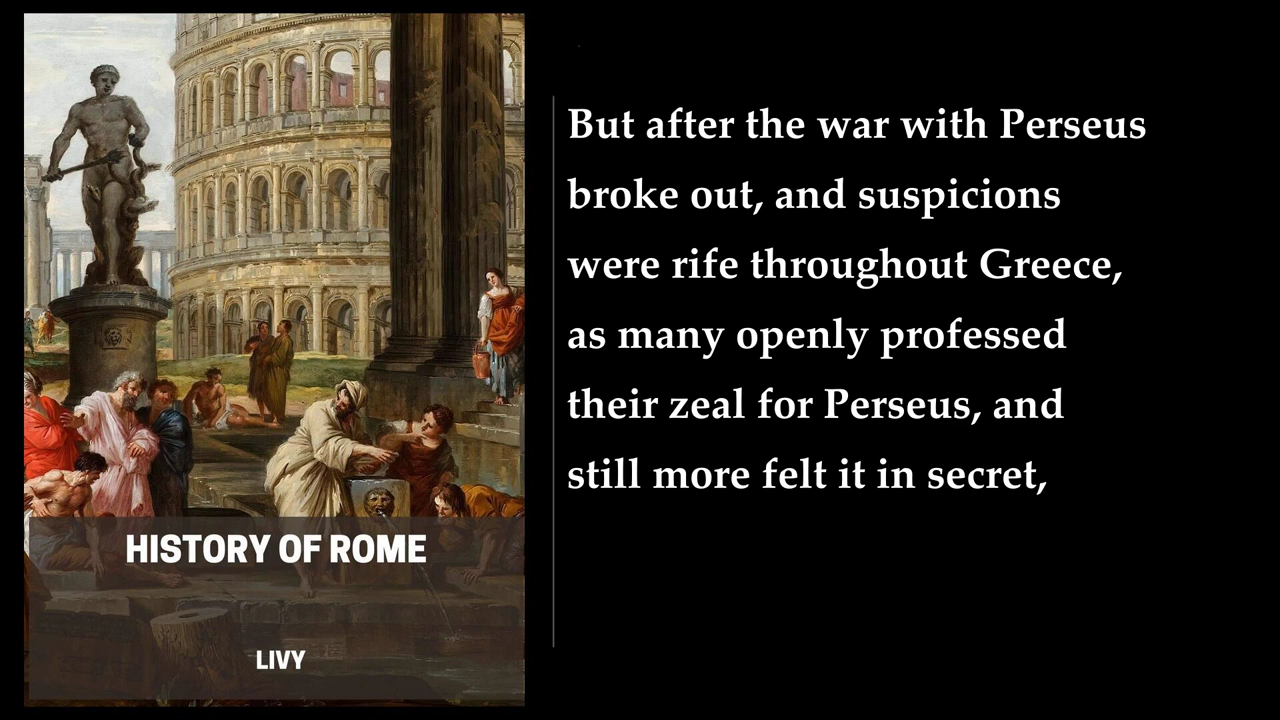 HISTORY OF ROME
LIVY
But after the war with Perseus
broke out, and suspicions
were rife throughout Greece,
as many openly professed
their zeal for Perseus, and
still more felt it in secret,